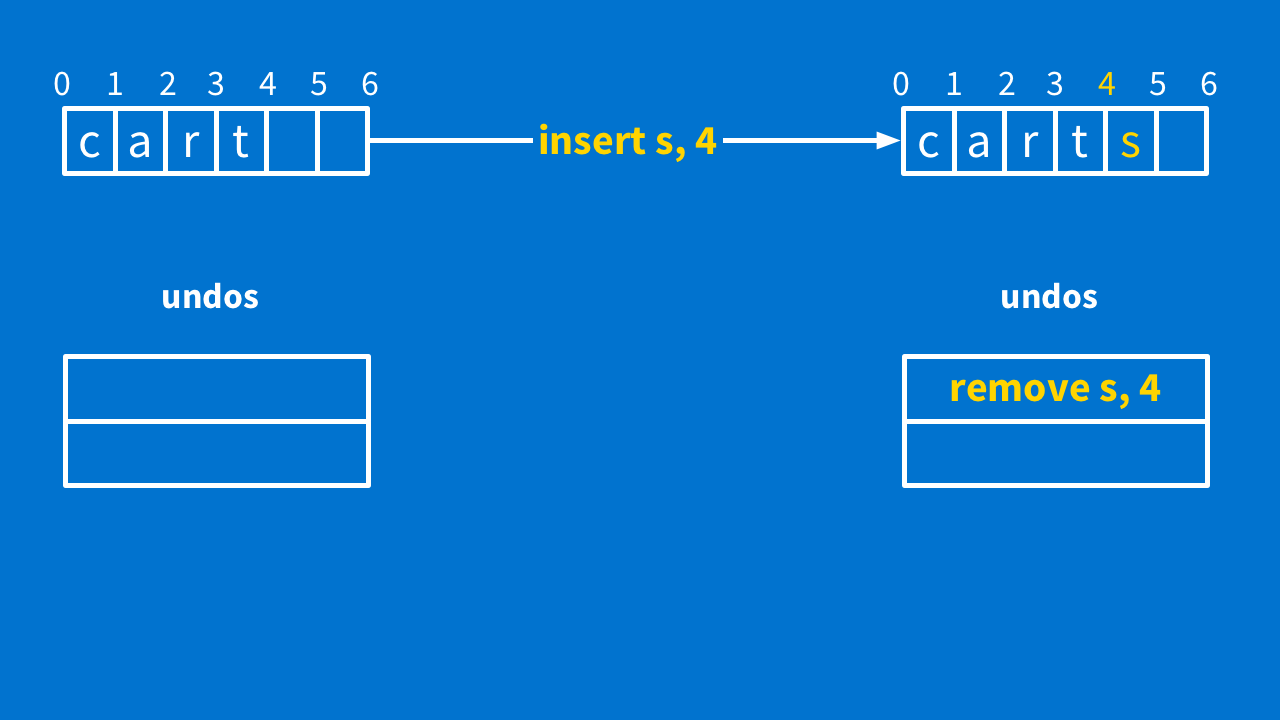 0 1 2 3 4 5 6
c a r t
insert s, 4
0 1 2 3 4 5 6
c a r t s
undos
undos
remove s, 4